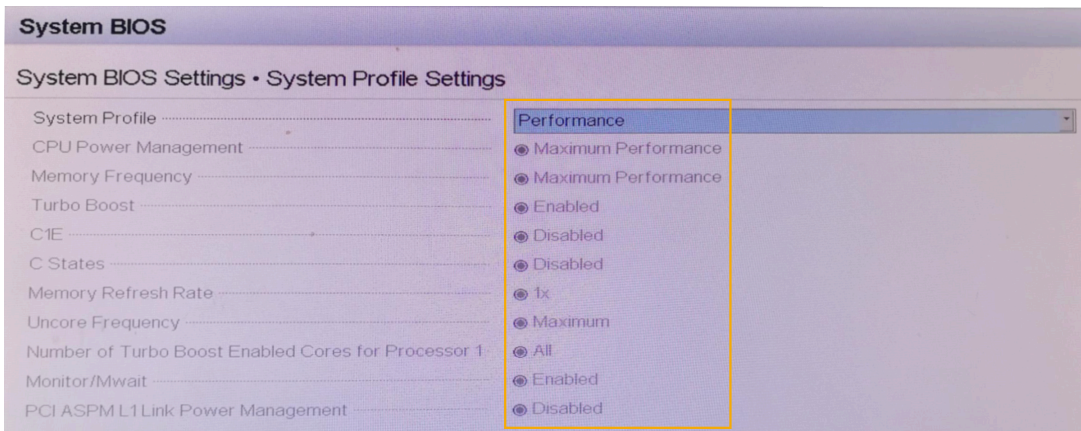 System BIOS
System BIOS Settings • System Profile Settings
System Profile Performance
CPU Power Management Maximum Performance
Memory Frequency Maximum Performance
Turbo Boost Enabled
C1E Disabled
C States Disabled
Memory Refresh Rate 1x
Uncore Frequency Maximum
Number of Turbo Boost Enabled Cores for Processor 1 All
Monitor/Mwait Enabled
PCI ASPM L1 Link Power Management Disabled